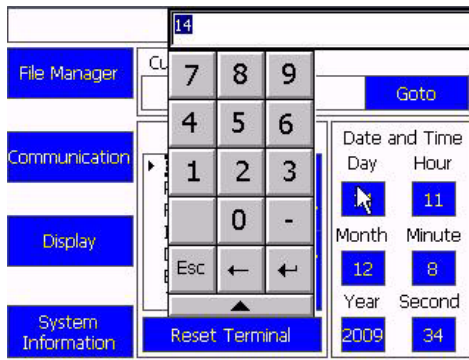 14
File Manager
Cu
7 8 9
Goto
4 5 6
Date and Time
Communication
1 2 3
Day Hour
11
0 -
Display
Month Minute
Esc ← ↵
12 8
Year Second
System
Information
Reset Terminal
2009 34